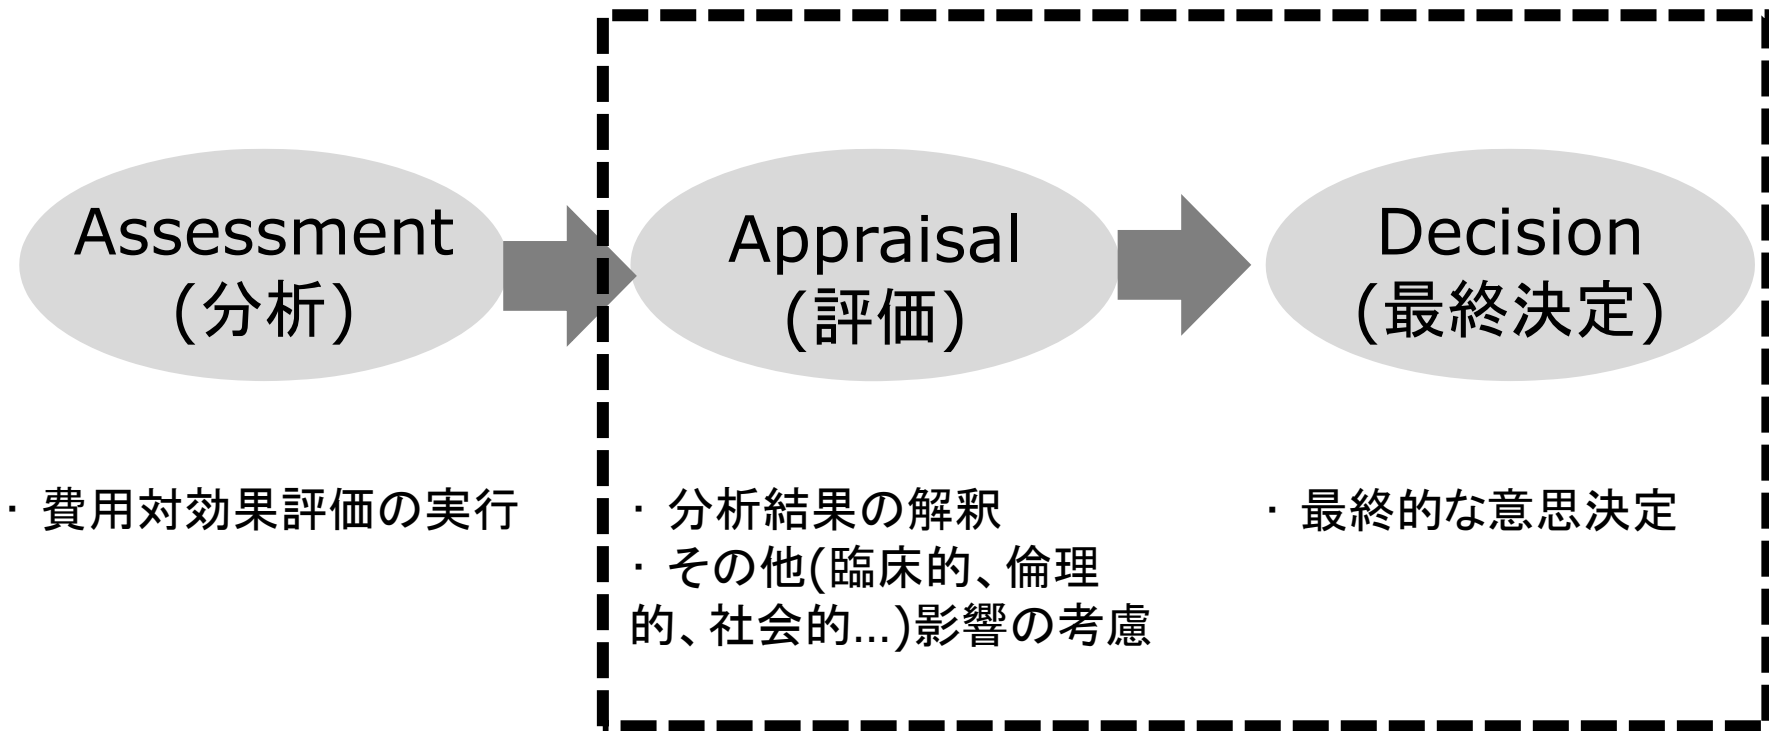 Assessment
(分析)
Appraisal
(評価)
Decision
(最終決定)
· 費用対効果評価の実行
· 分析結果の解釈
· その他(臨床的、倫理
的、社会的...)影響の考慮
· 最終的な意思決定